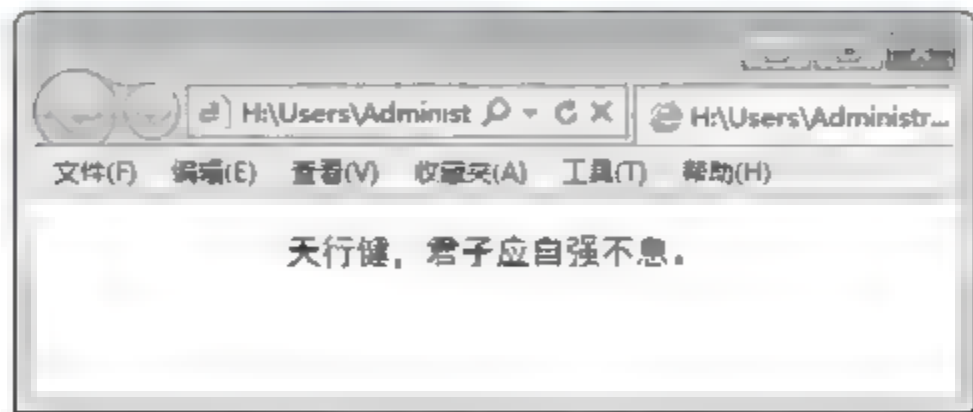 H:\Users\Administ
H:\Users\Administr...
文件(F) 编辑(E) 查看(V) 收藏夹(A) 工具(T) 帮助(H)
天行健，君子应自强不息。